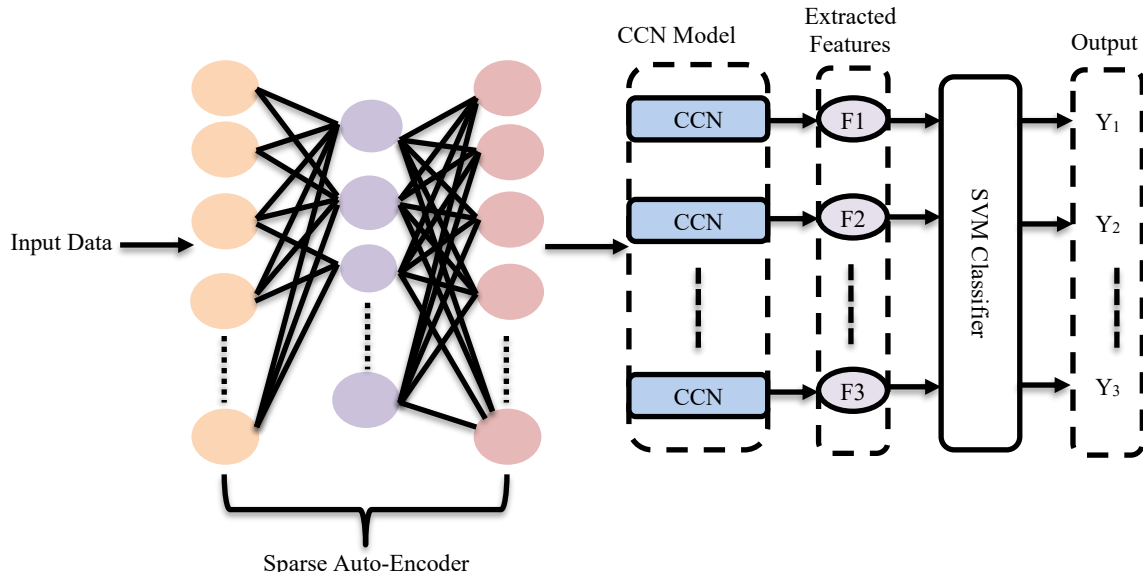 Input Data
Sparse Auto-Encoder
CCN Model
CCN
CCN
CCN
Extracted
Features
F1
F2
F3
SVM Classifier
Output
Y₁
Y₂
Y₃